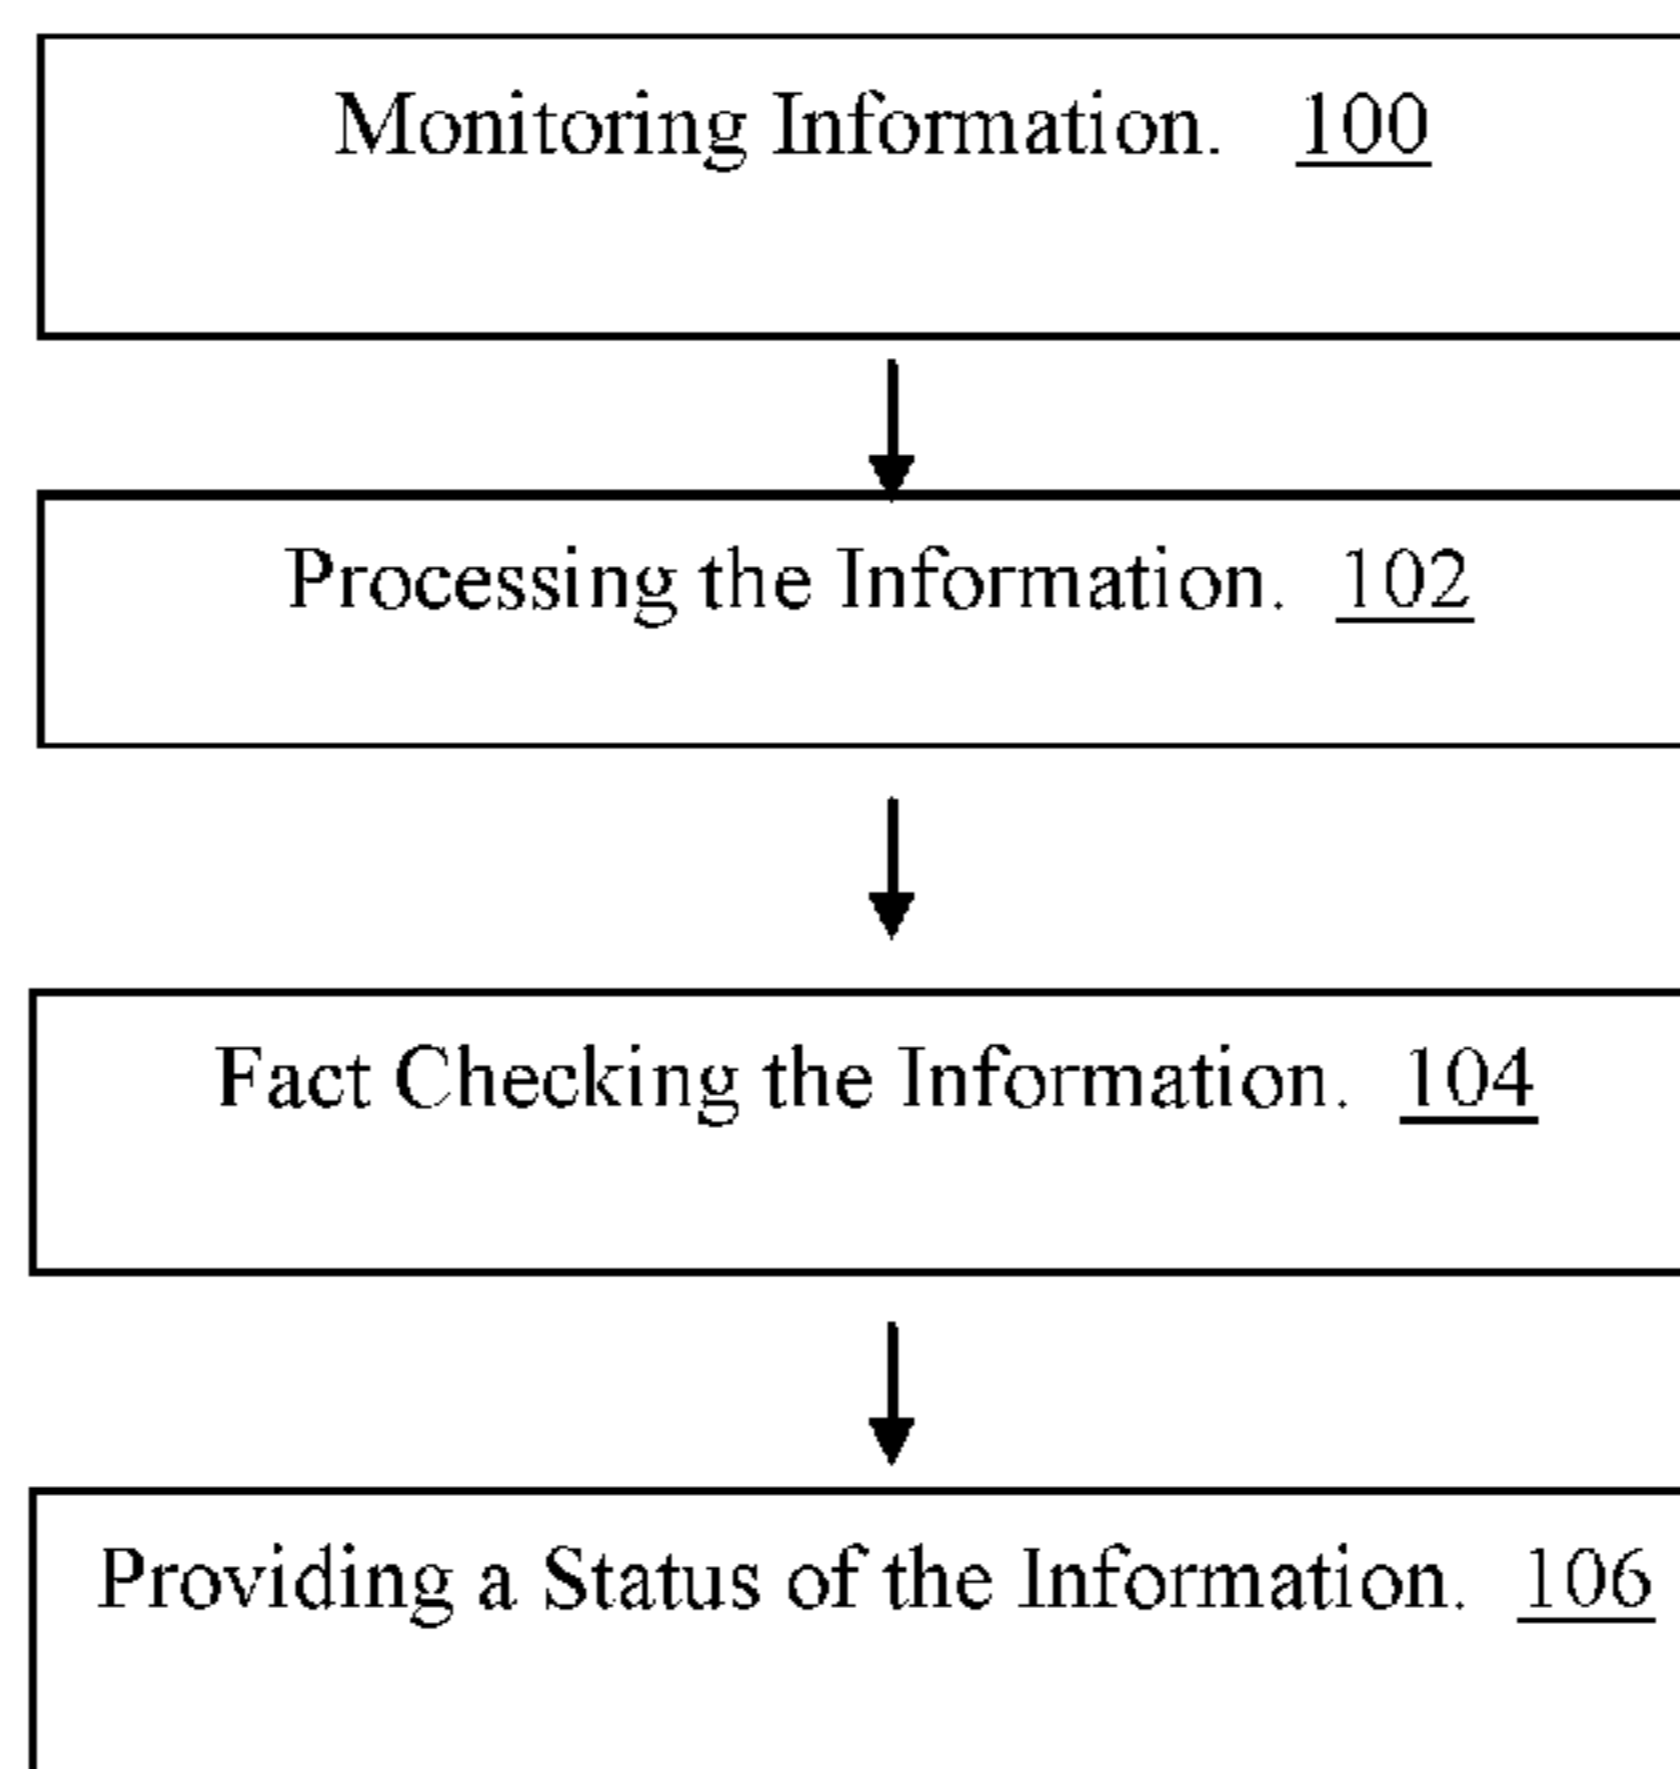 Monitoring Information. 100
Processing the Information. 102
Fact Checking the Information. 104
Providing a Status of the Information. 106